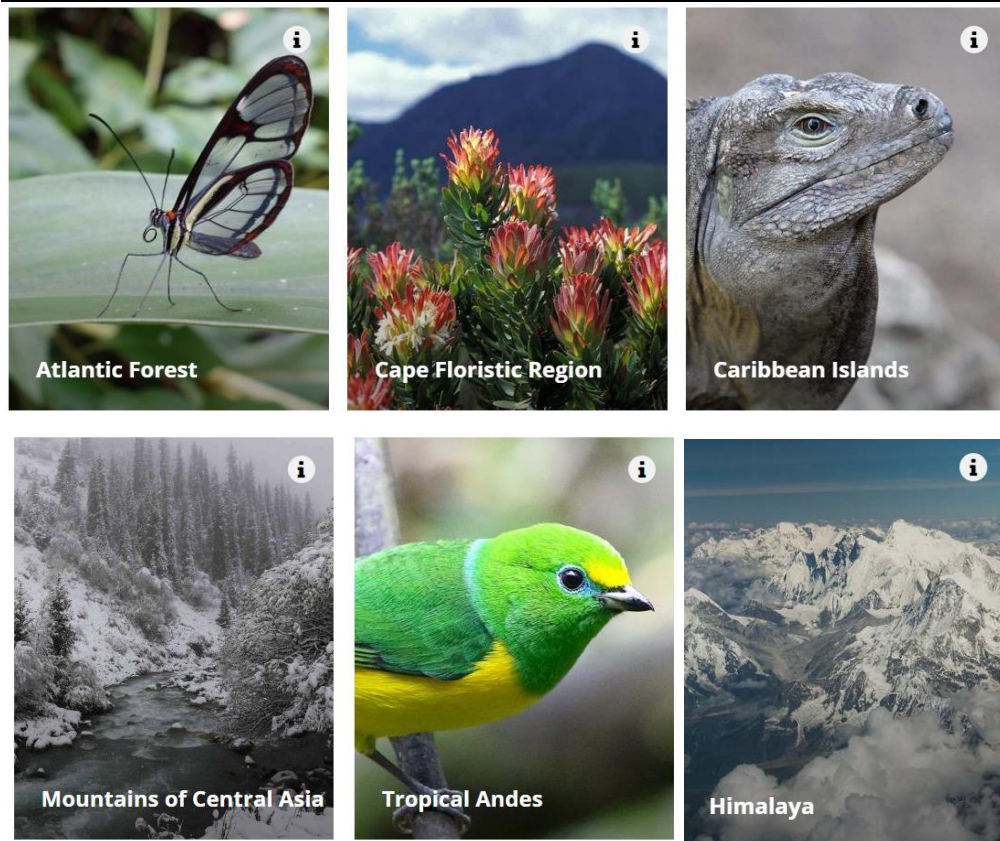 i
i
i
Atlantic Forest
Cape Floristic Region
Caribbean Islands
i
i
i
Mountains of Central Asia
Tropical Andes
Himalaya